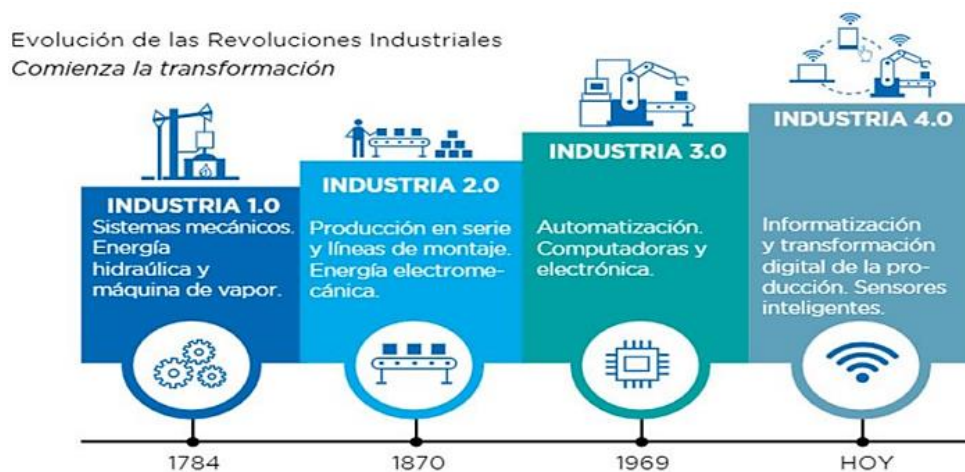 Evolución de las Revoluciones Industriales
Comienza la transformación
INDUSTRIA 1.0
Sistemas mecánicos.
Energía
hidraúlica y
máquina de vapor.
INDUSTRIA 2.0
Producción en serie
y líneas de montaje.
Energía electrome-
cánica.
INDUSTRIA 3.0
Automatización.
Computadoras y
electrónica.
INDUSTRIA 4.0
Informatización
y transformación
digital de la pro-
ducción. Sensores
inteligentes.
1784
1870
1969
HOY